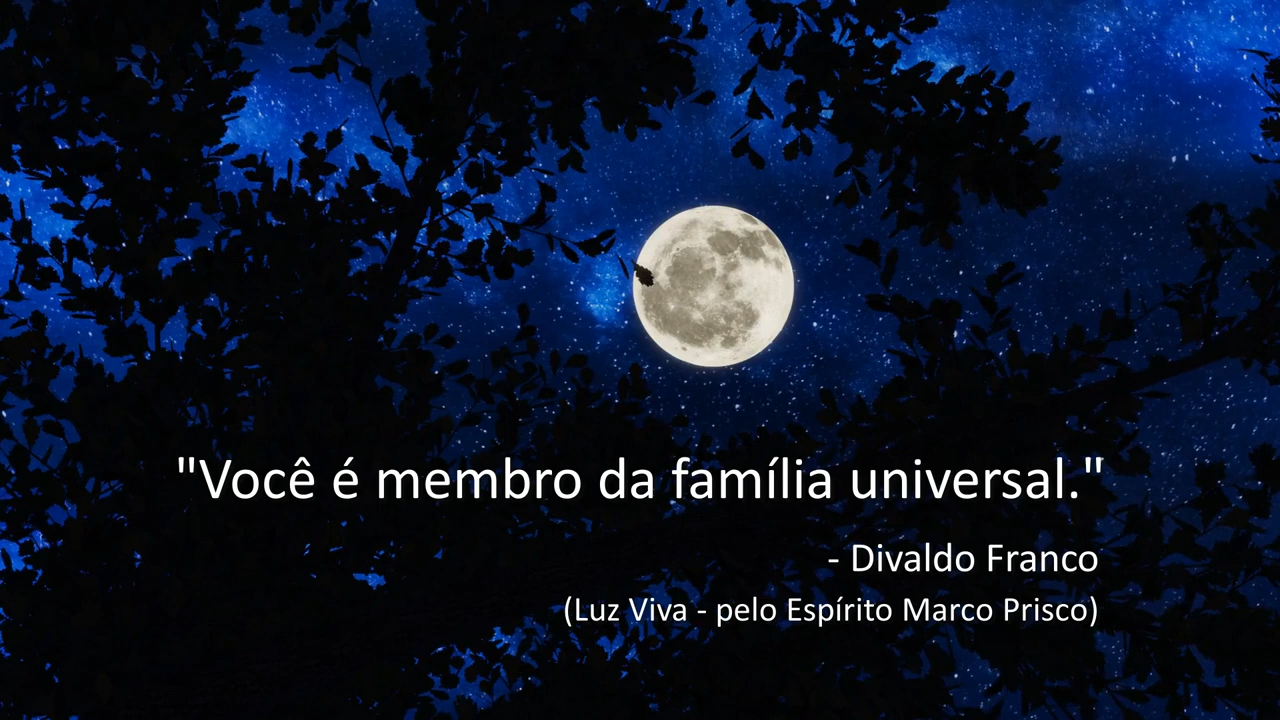 "Você é membro da família universal."
- Divaldo Franco
(Luz Viva - pelo Espírito Marco Prisco)